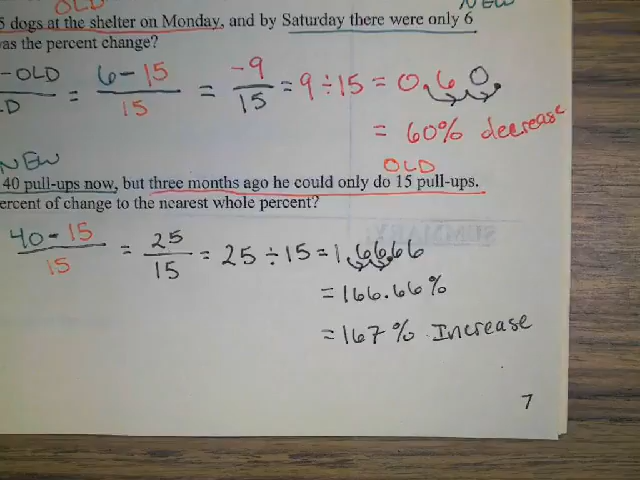 OLD NEW
5 dogs at the shelter on Monday, and by Saturday there were only 6
as the percent change?
-OLD = 6-15 = -9 = 9÷15 = 0.60
D 15 15
= 60% decrease
NEW OLD
40 pull-ups now, but three months ago he could only do 15 pull-ups.
ercent of change to the nearest whole percent?
40-15 = 25 = 25÷15 = 1.6666
15 15
= 166.66%
= 167% Increase
7